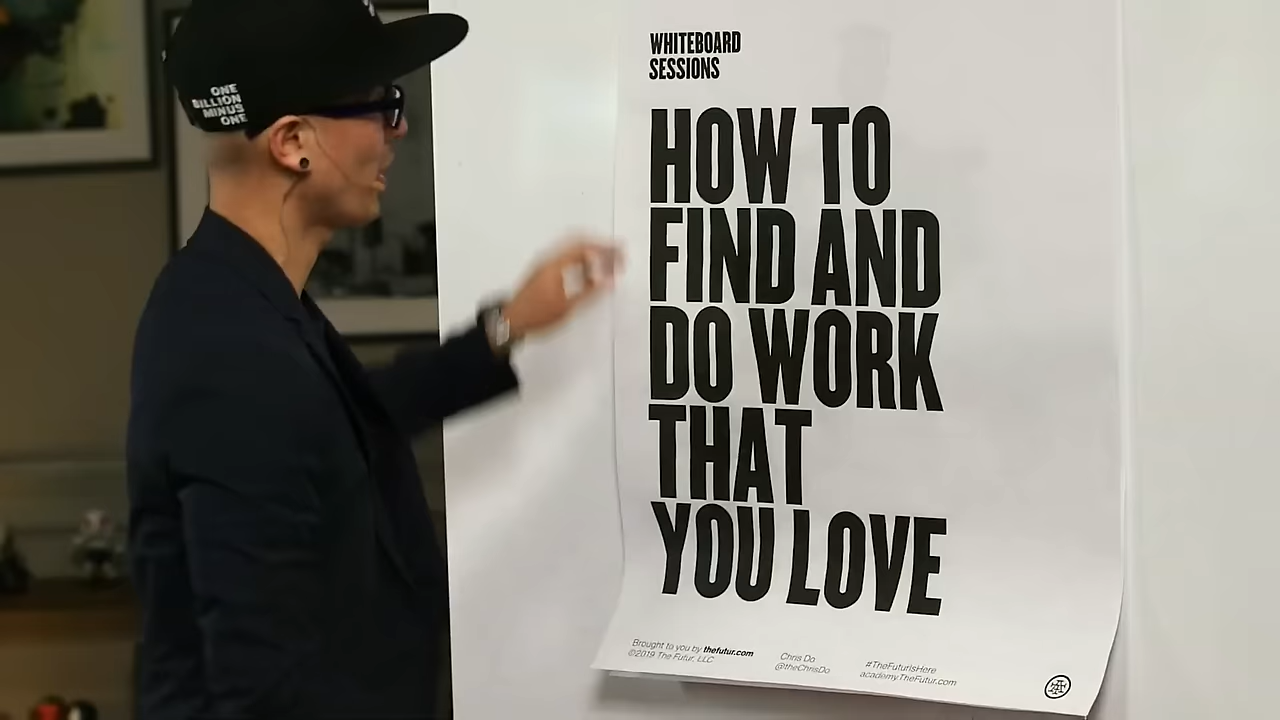 ONE
BILLION
MINUS
ONE
WHITEBOARD
SESSIONS
HOW TO
FIND AND
DO WORK
THAT
YOU LOVE
Brought to you by thefutur.com
©2019 The Futur, LLC
Chris Do
@theChrisDo
#TheFuturIsHere
academy.TheFutur.com